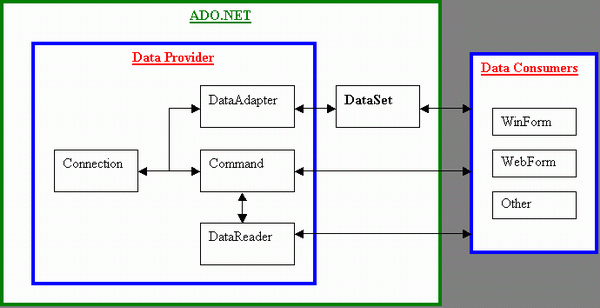 ADO.NET
Data Provider
Data Consumers
DataAdapter
DataSet
WinForm
Connection
Command
WebForm
Other
DataReader